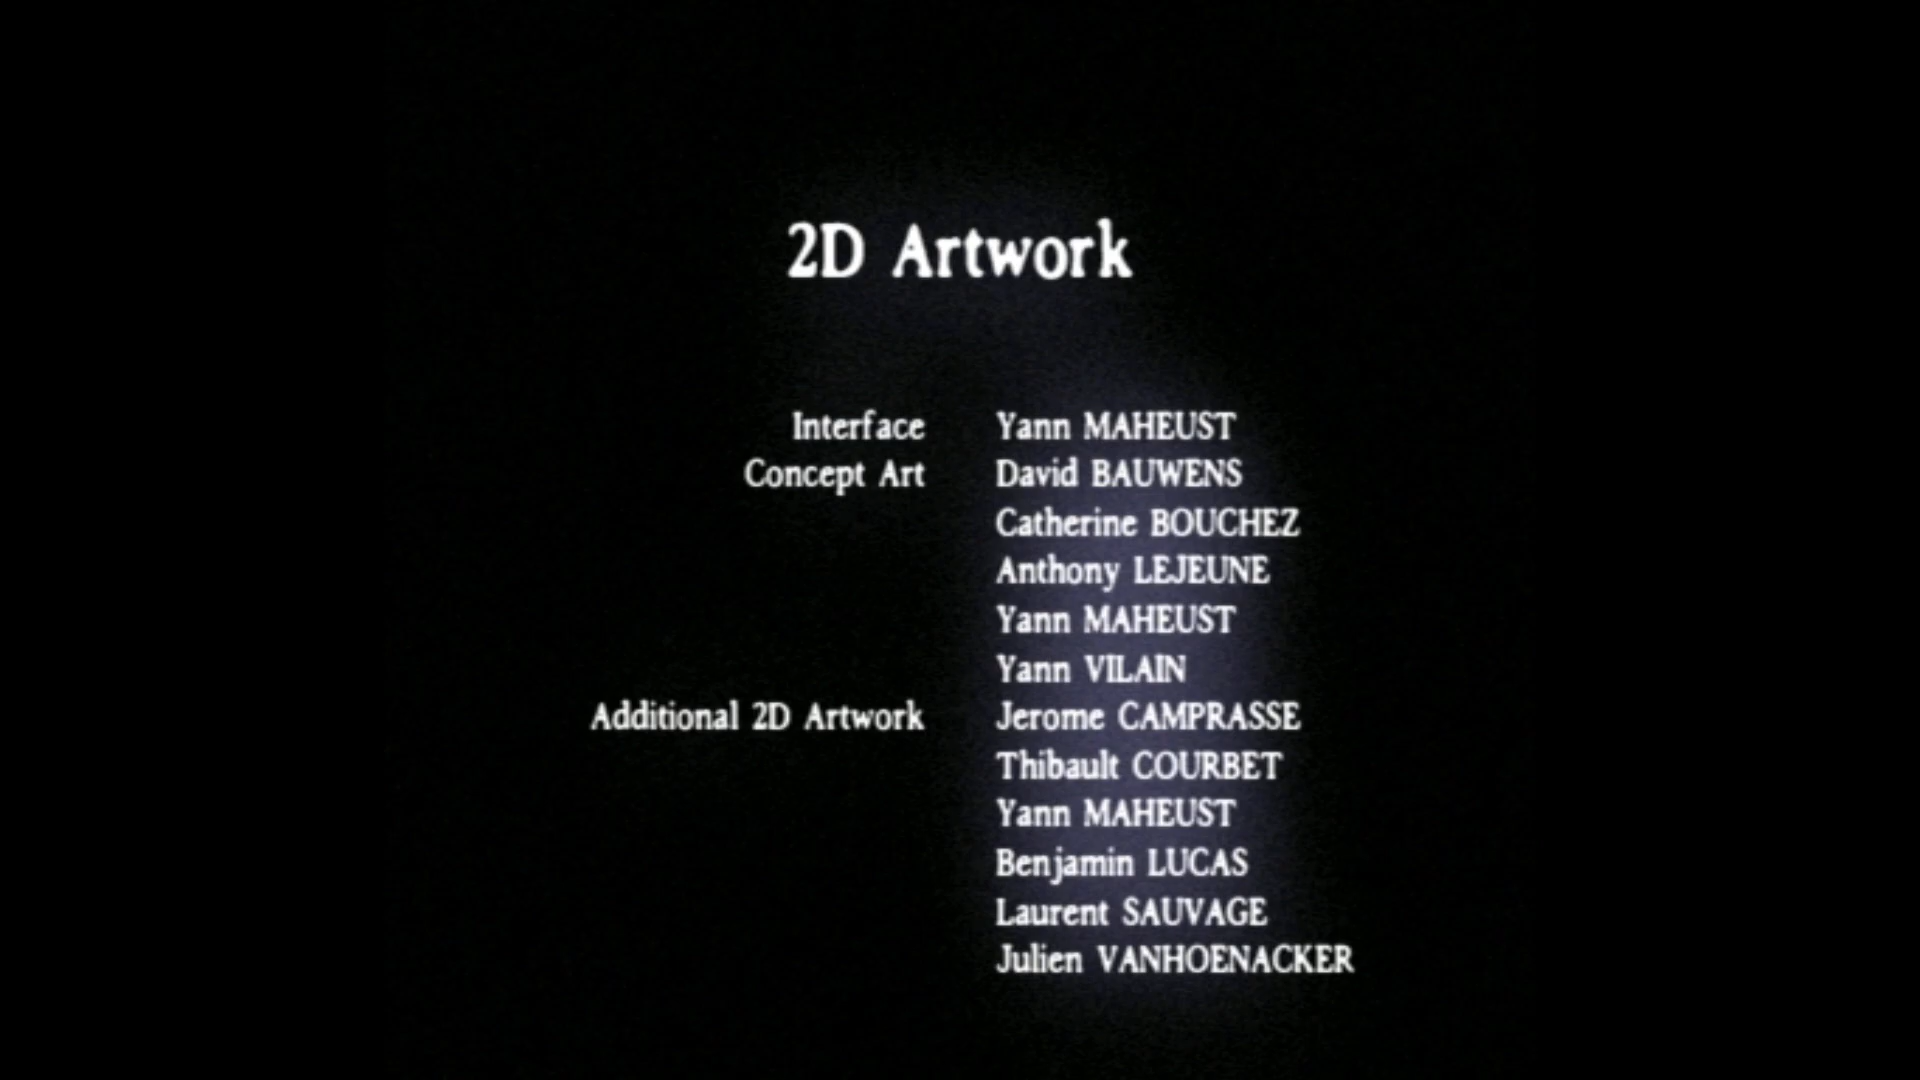 2D Artwork
Interface Yann MAHEUST
Concept Art David BAUWENS
Catherine BOUCHEZ
Anthony LEJEUNE
Yann MAHEUST
Yann VILAIN
Additional 2D Artwork Jerome CAMPRASSE
Thibault COURBET
Yann MAHEUST
Benjamin LUCAS
Laurent SAUVAGE
Julien VANHOENACKER